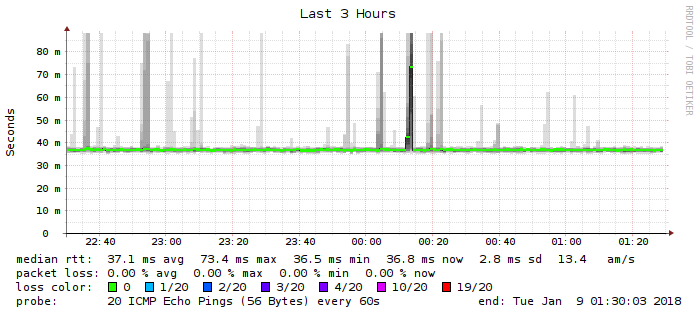 Last 3 Hours
RRDTOOL / TOBI OETIKER
Seconds
80 m
70 m
60 m
50 m
40 m
30 m
20 m
10 m
0
22:40 23:00 23:20 23:40 00:00 00:20 00:40 01:00 01:20
median rtt: 37.1 ms avg 73.4 ms max 36.5 ms min 36.8 ms now 2.8 ms sd 13.4 am/s
packet loss: 0.00 % avg 0.00 % max 0.00 % min 0.00 % now
loss color: 0 1/20 2/20 3/20 4/20 10/20 19/20
probe: 20 ICMP Echo Pings (56 Bytes) every 60s end: Tue Jan 9 01:30:03 2018